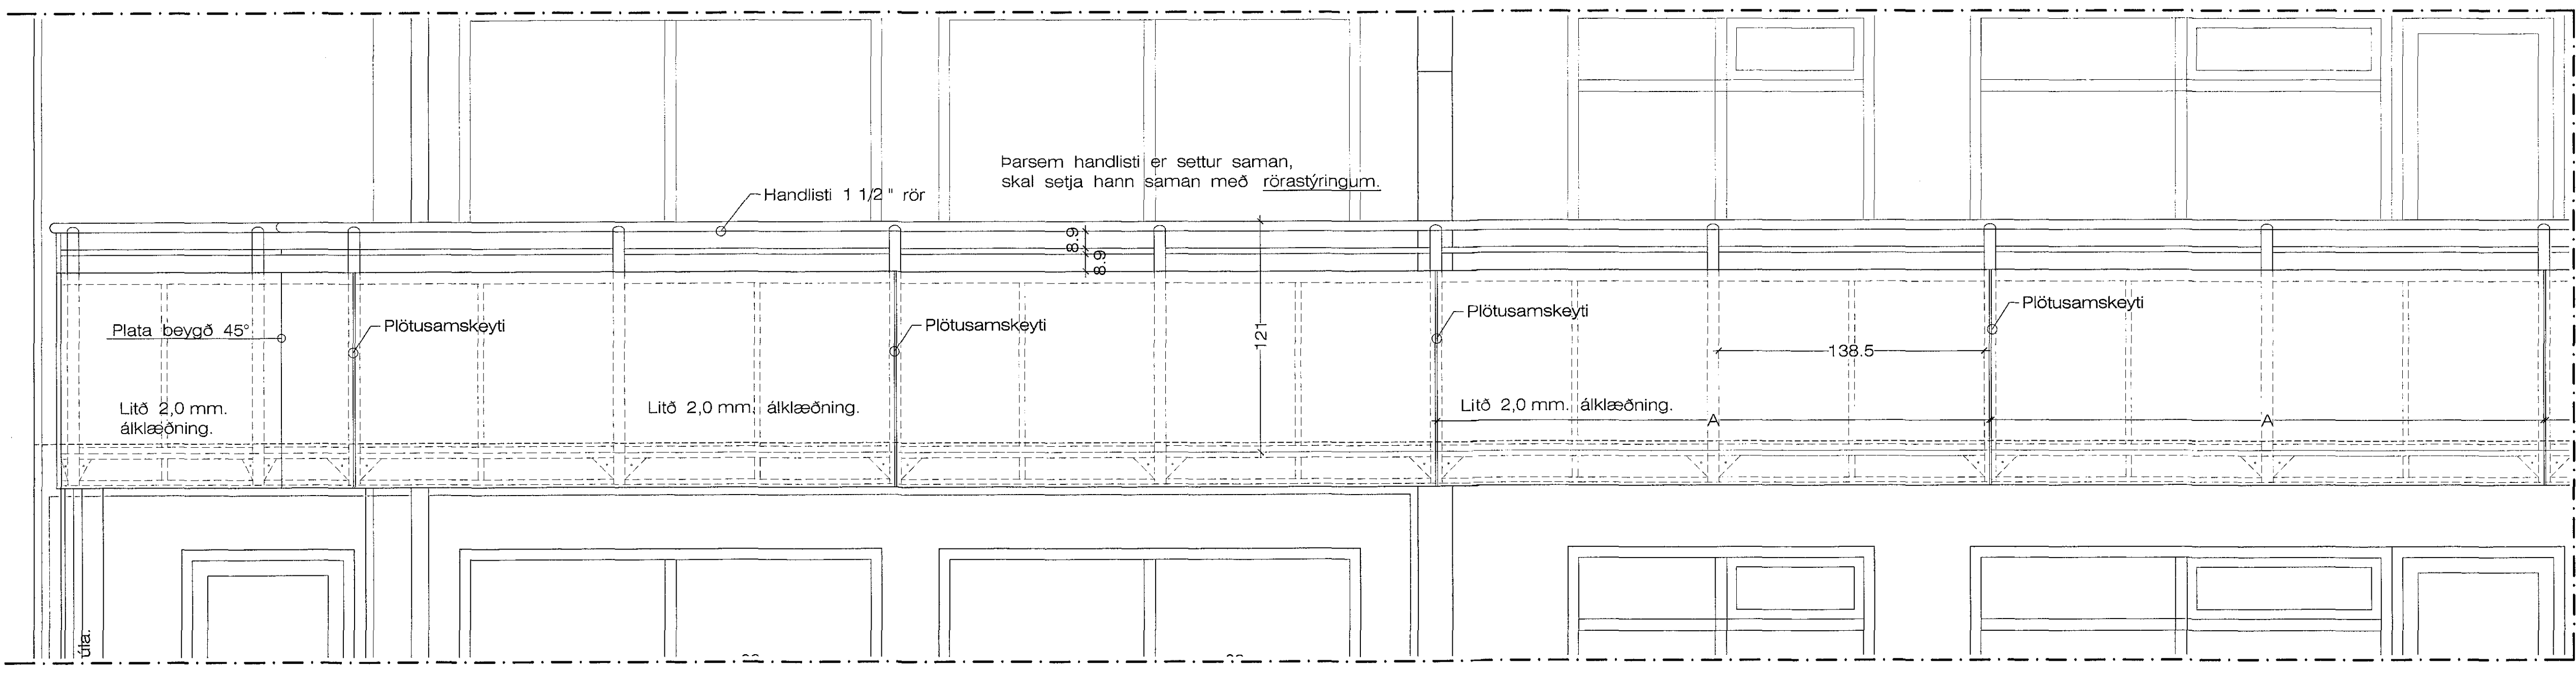 Þarsem handlisti er settur saman,
skal setja hann saman með rörastýringum.
Handlisti 1 1/2" rör
8.9
8.9
121
Plata beygð 45°
Plötusamskeyti
Plötusamskeyti
Plötusamskeyti
Plötusamskeyti
138.5
Litð 2,0 mm.
álklæðning.
Litð 2,0 mm. álklæðning.
Litð 2,0 mm. álklæðning.
A
A